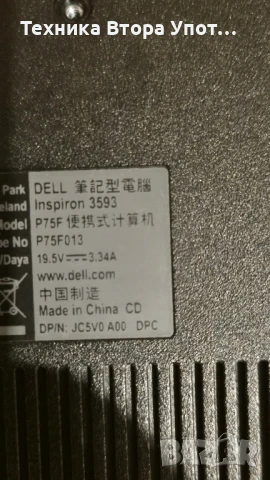 Техника Втора Упот...
Park DELL 筆記型電腦
eland Inspiron 3593
Model P75F 便携式计算机
pe No P75F013
/Daya 19.5V⎓3.34A
www.dell.com
中国制造
Made in China CD
DP/N: JC5V0 A00 DPC
BAZAR